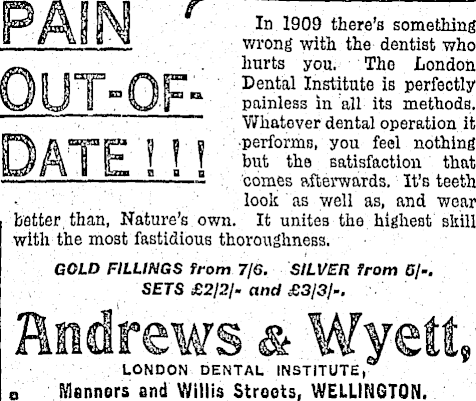 PAIN
OUT-OF-
DATE!!!
In 1909 there's something
wrong with the dentist who
hurts you. The London
Dental Institute is perfectly
painless in all its methods.
Whatever dental operation it
performs, you feel nothing
but the satisfaction that
comes afterwards. It's teeth
look as well as, and wear
better than, Nature's own. It unites the highest skill
with the most fastidious thoroughness.
GOLD FILLINGS from 7/6. SILVER from 5/-.
SETS £2/2/- and £3/3/-.
Andrews & Wyett,
LONDON DENTAL INSTITUTE,
Manners and Willis Streets, WELLINGTON.